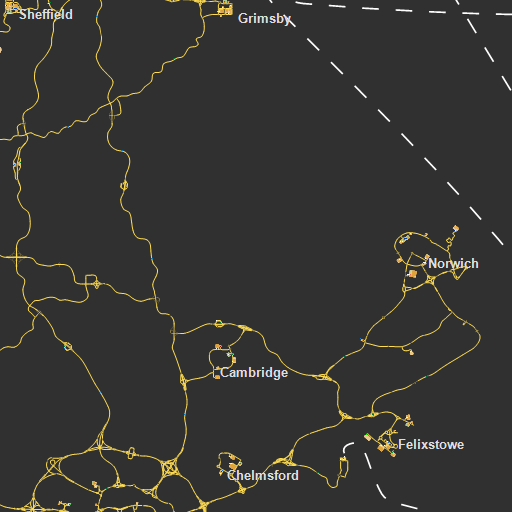 Sheffield
Grimsby
Norwich
Cambridge
Felixstowe
Chelmsford